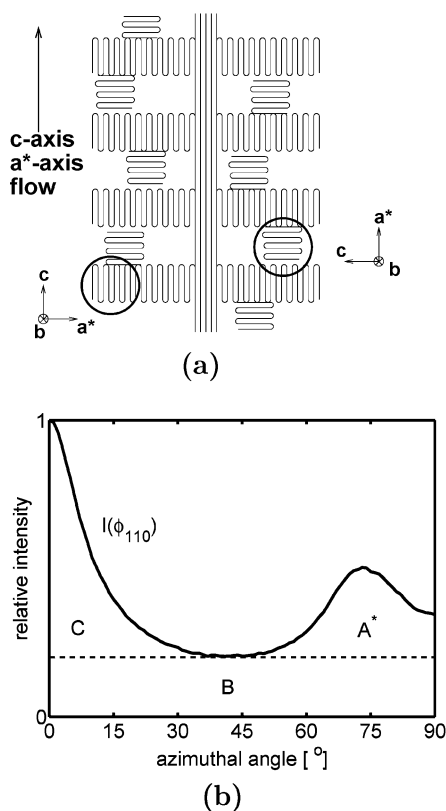 c-axis
a*-axis
flow
a*
c
b
c
b
a*
(a)
1
I(ϕ110)
relative intensity
C
A*
B
0
0 15 30 45 60 75 90
azimuthal angle [ o]
(b)